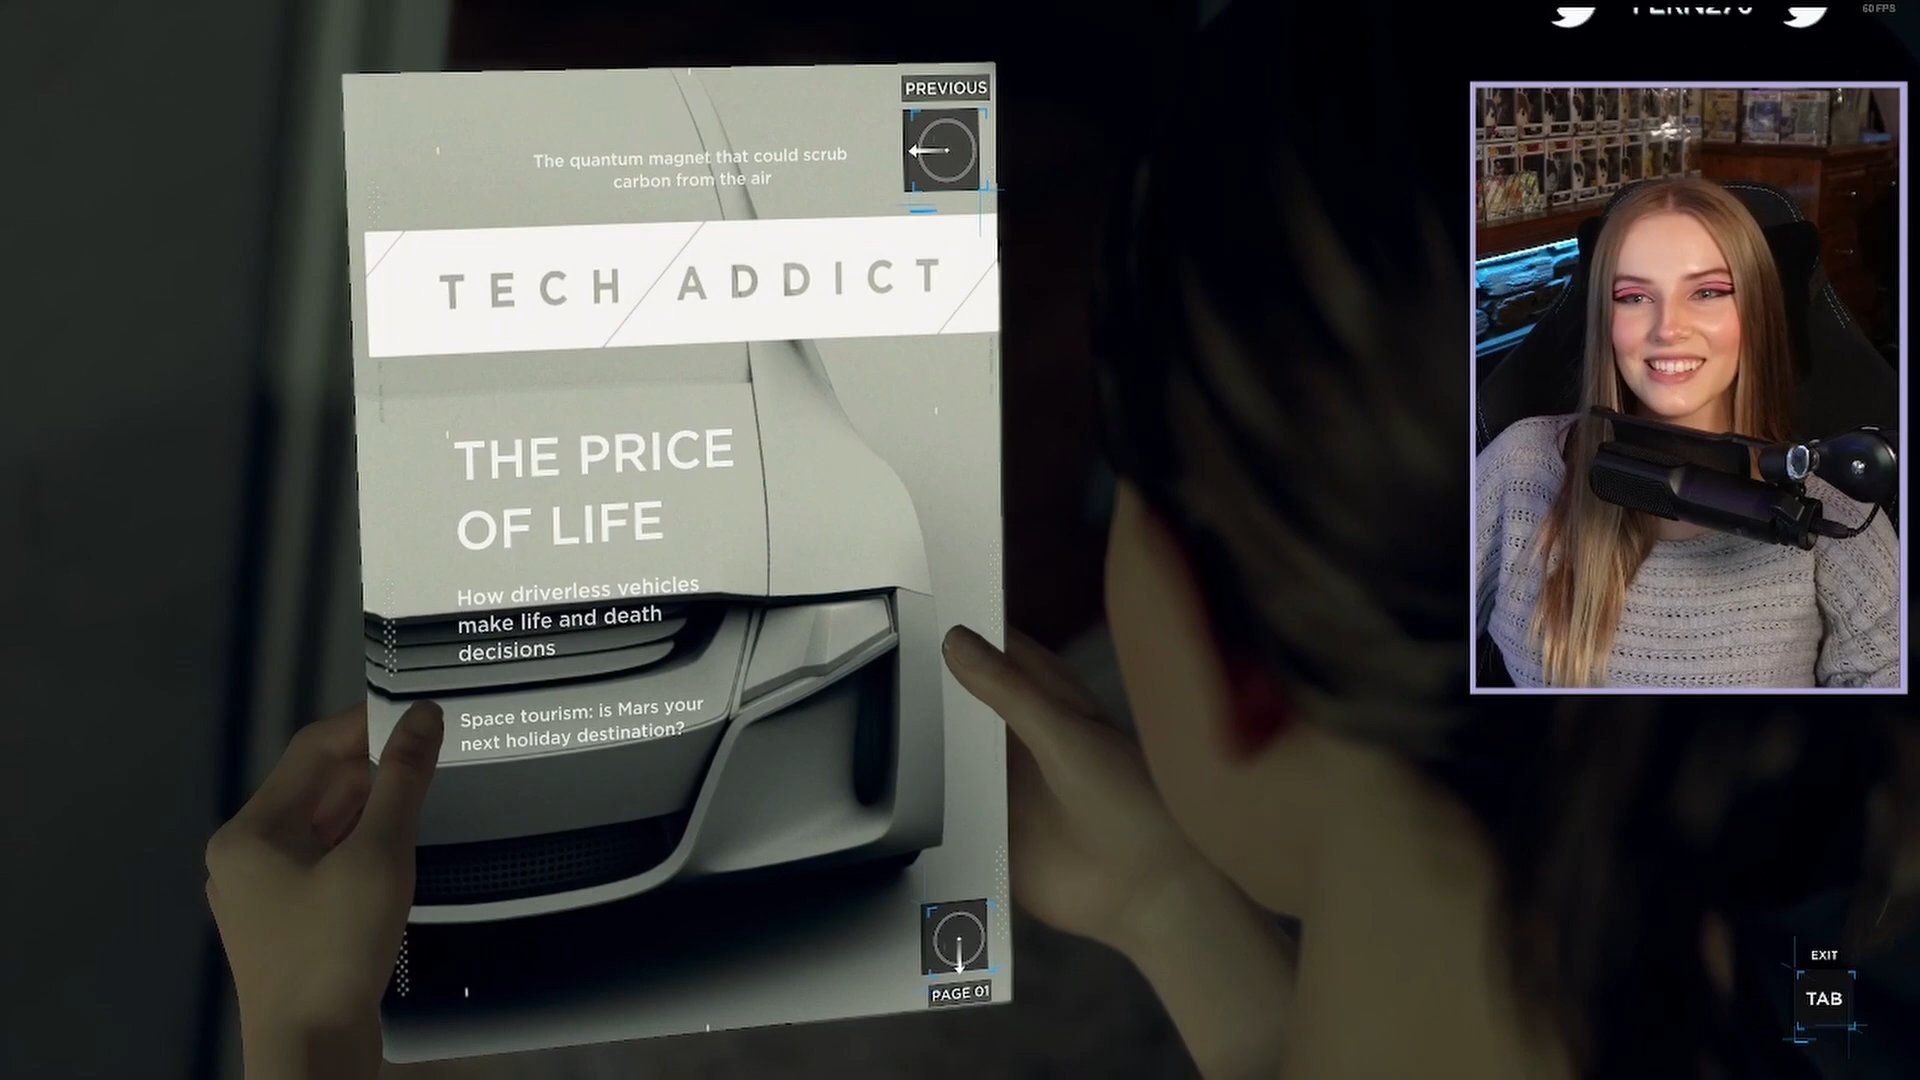 60 FPS
PREVIOUS
The quantum magnet that could scrub
carbon from the air
TECH ADDICT
THE PRICE
OF LIFE
How driverless vehicles
make life and death
decisions
Space tourism: is Mars your
next holiday destination?
PAGE 01
EXIT
TAB